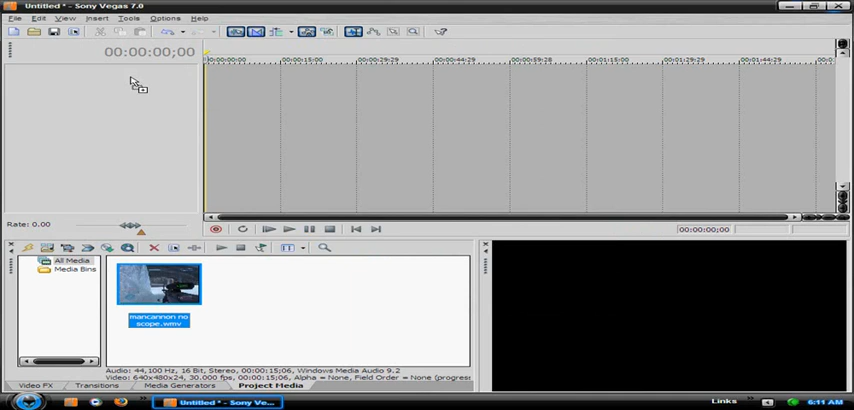 Untitled * - Sony Vegas 7.0
File Edit View Insert Tools Options Help
00:00:00;00
00:00:00 00:00:15:00 00:00:29:29 00:00:44:29 00:00:59:28 00:01:15:00 00:01:29:29 00:01:44:29 00:0
Rate: 0.00
00:00:00;00
All Media
Media Bins
mancannon no
scope.wmv
Audio: 44,100 Hz, 16 Bit, Stereo, 00:00:15;06, Windows Media Audio 9.2
Video: 640x480x24, 30.000 fps, 00:00:15;06, Alpha = None, Field Order = None (progres
Video FX Transitions Media Generators Project Media
Untitled * - Sony Ve... Links 6:11 AM